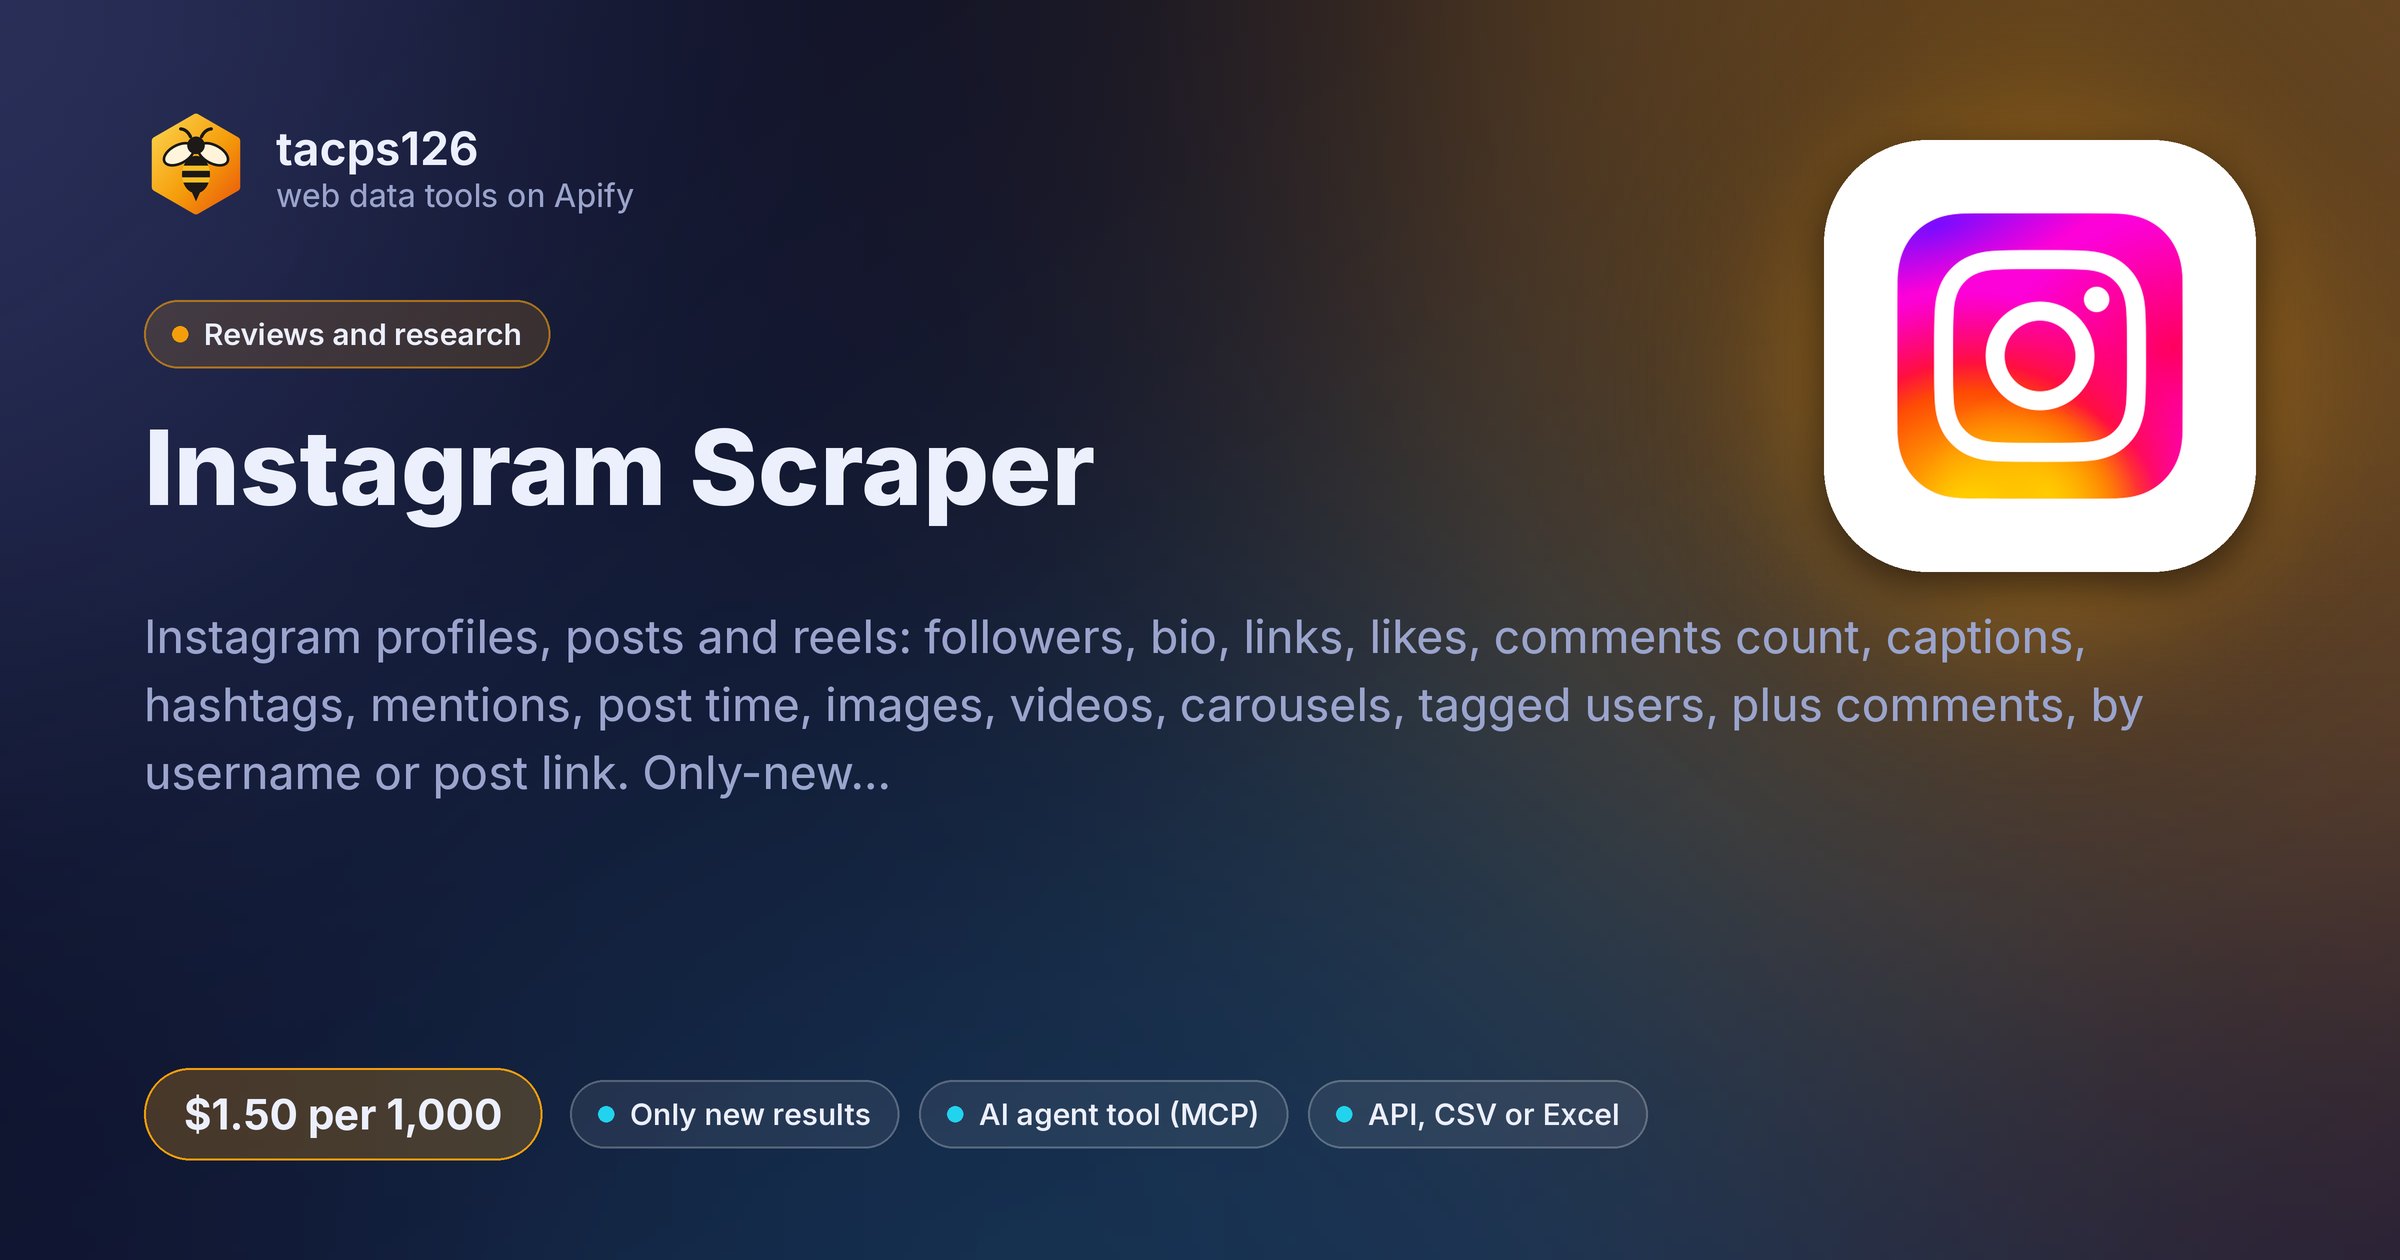 tacps126
web data tools on Apify
Reviews and research
Instagram Scraper
Instagram profiles, posts and reels: followers, bio, links, likes, comments count, captions,
hashtags, mentions, post time, images, videos, carousels, tagged users, plus comments, by
username or post link. Only-new...
$1.50 per 1,000
Only new results
AI agent tool (MCP)
API, CSV or Excel